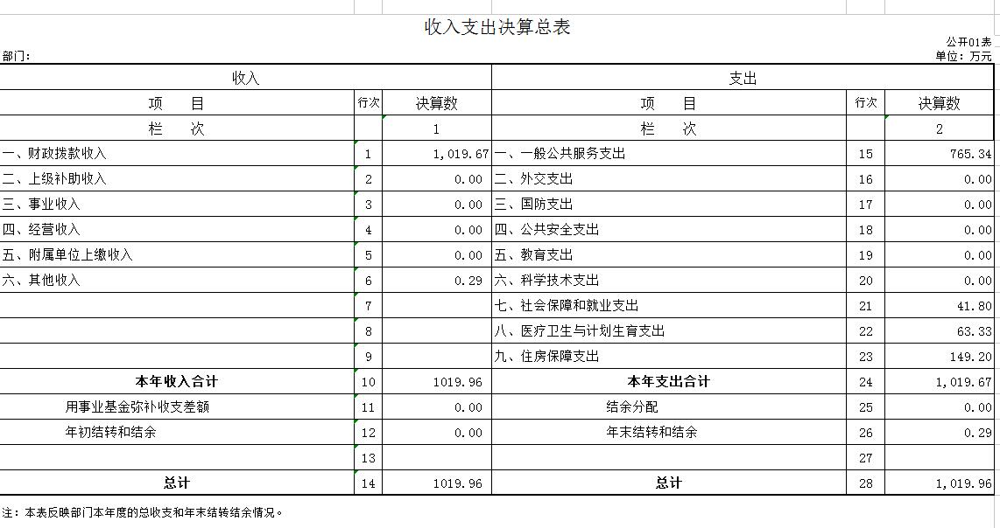 收入支出决算总表
公开01表
部门： 单位：万元
收入 支出
项 目 行次 决算数 项 目 行次 决算数
栏 次 1 栏 次 2
一、财政拨款收入 1 1,019.67 一、一般公共服务支出 15 765.34
二、上级补助收入 2 0.00 二、外交支出 16 0.00
三、事业收入 3 0.00 三、国防支出 17 0.00
四、经营收入 4 0.00 四、公共安全支出 18 0.00
五、附属单位上缴收入 5 0.00 五、教育支出 19 0.00
六、其他收入 6 0.29 六、科学技术支出 20 0.00
7 七、社会保障和就业支出 21 41.80
8 八、医疗卫生与计划生育支出 22 63.33
9 九、住房保障支出 23 149.20
本年收入合计 10 1019.96 本年支出合计 24 1,019.67
用事业基金弥补收支差额 11 0.00 结余分配 25 0.00
年初结转和结余 12 0.00 年末结转和结余 26 0.29
13 27
总计 14 1019.96 总计 28 1,019.96
注：本表反映部门本年度的总收支和年末结转结余情况。